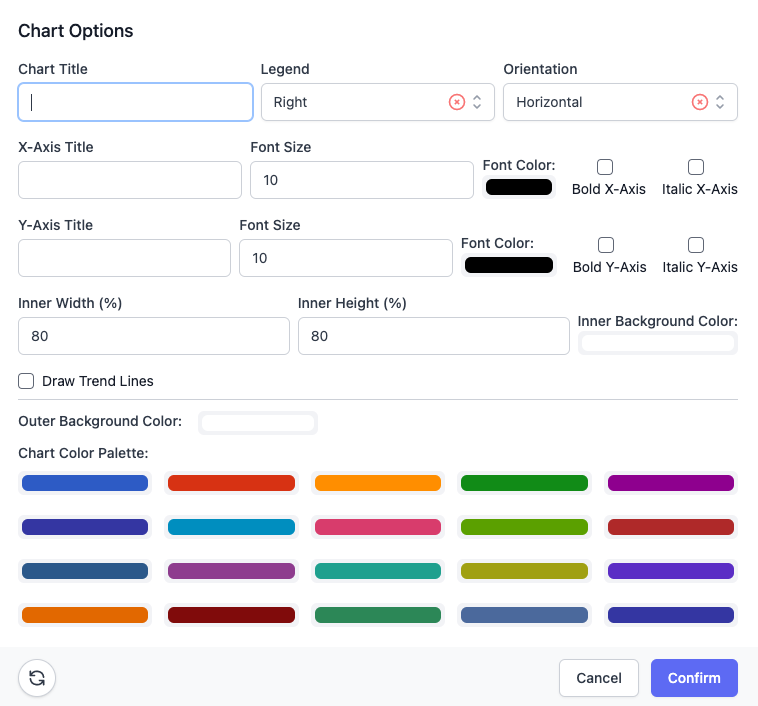 Chart Options
Chart Title Legend Orientation
Right Horizontal
X-Axis Title Font Size Font Color:
10
Bold X-Axis Italic X-Axis
Y-Axis Title Font Size Font Color:
10
Bold Y-Axis Italic Y-Axis
Inner Width (%) Inner Height (%) Inner Background Color:
80 80
Draw Trend Lines
Outer Background Color:
Chart Color Palette:
Cancel Confirm